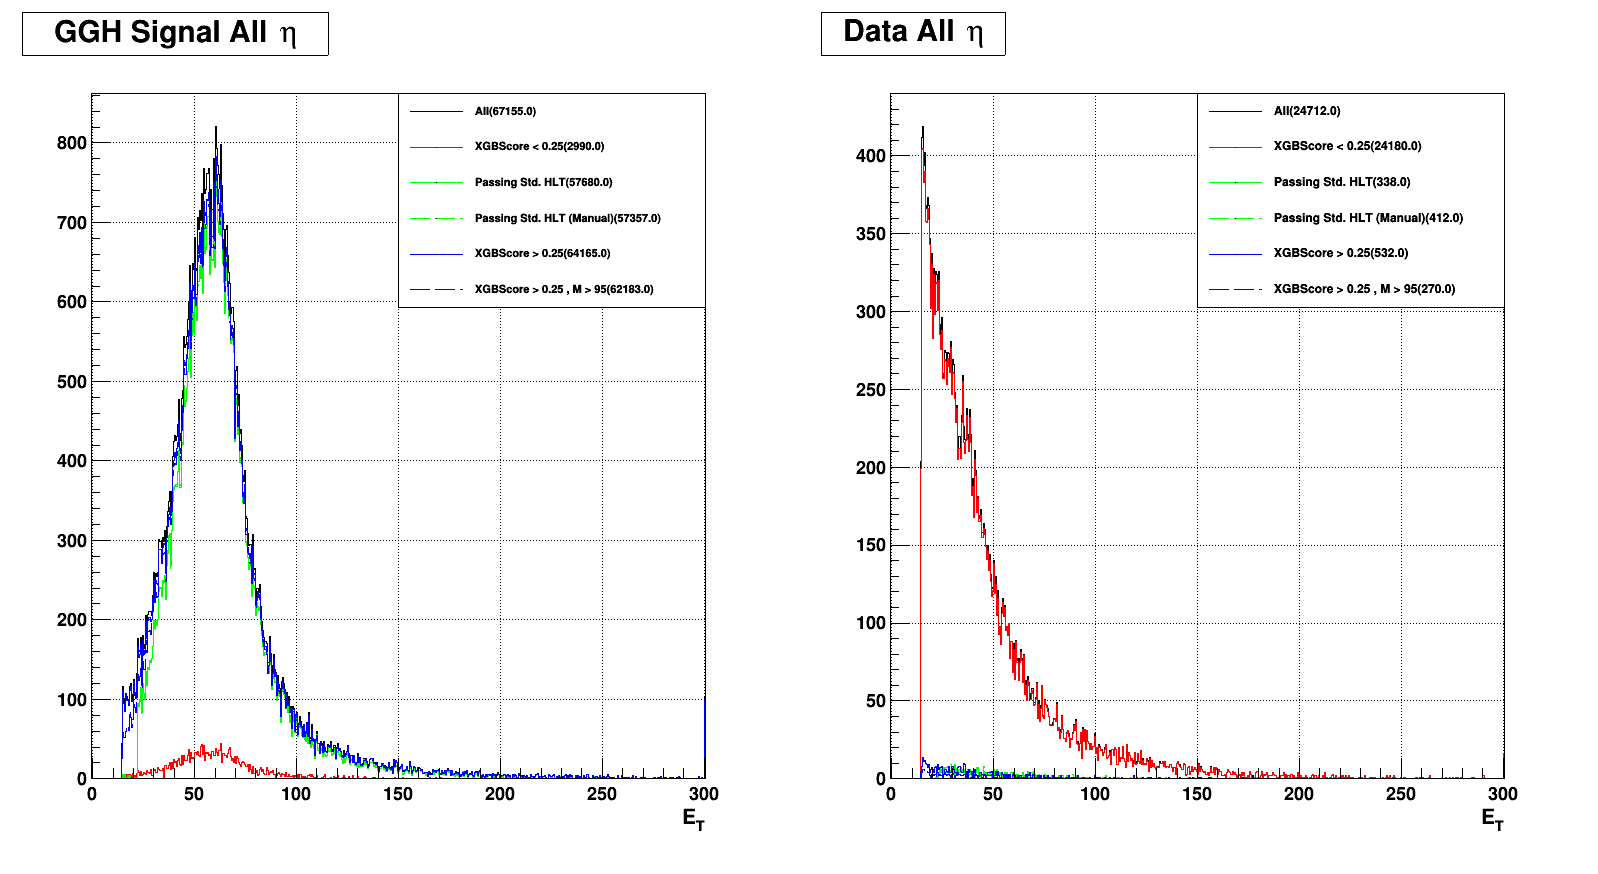 GGH Signal All η
All(67155.0)
XGBScore < 0.25(2990.0)
Passing Std. HLT(57680.0)
Passing Std. HLT (Manual)(57357.0)
XGBScore > 0.25(64165.0)
XGBScore > 0.25 , M > 95(62183.0)
800
700
600
500
400
300
200
100
0
0 50 100 150 200 250 300
E_T
Data All η
All(24712.0)
XGBScore < 0.25(24180.0)
Passing Std. HLT(338.0)
Passing Std. HLT (Manual)(412.0)
XGBScore > 0.25(532.0)
XGBScore > 0.25 , M > 95(270.0)
400
350
300
250
200
150
100
50
0
0 50 100 150 200 250 300
E_T